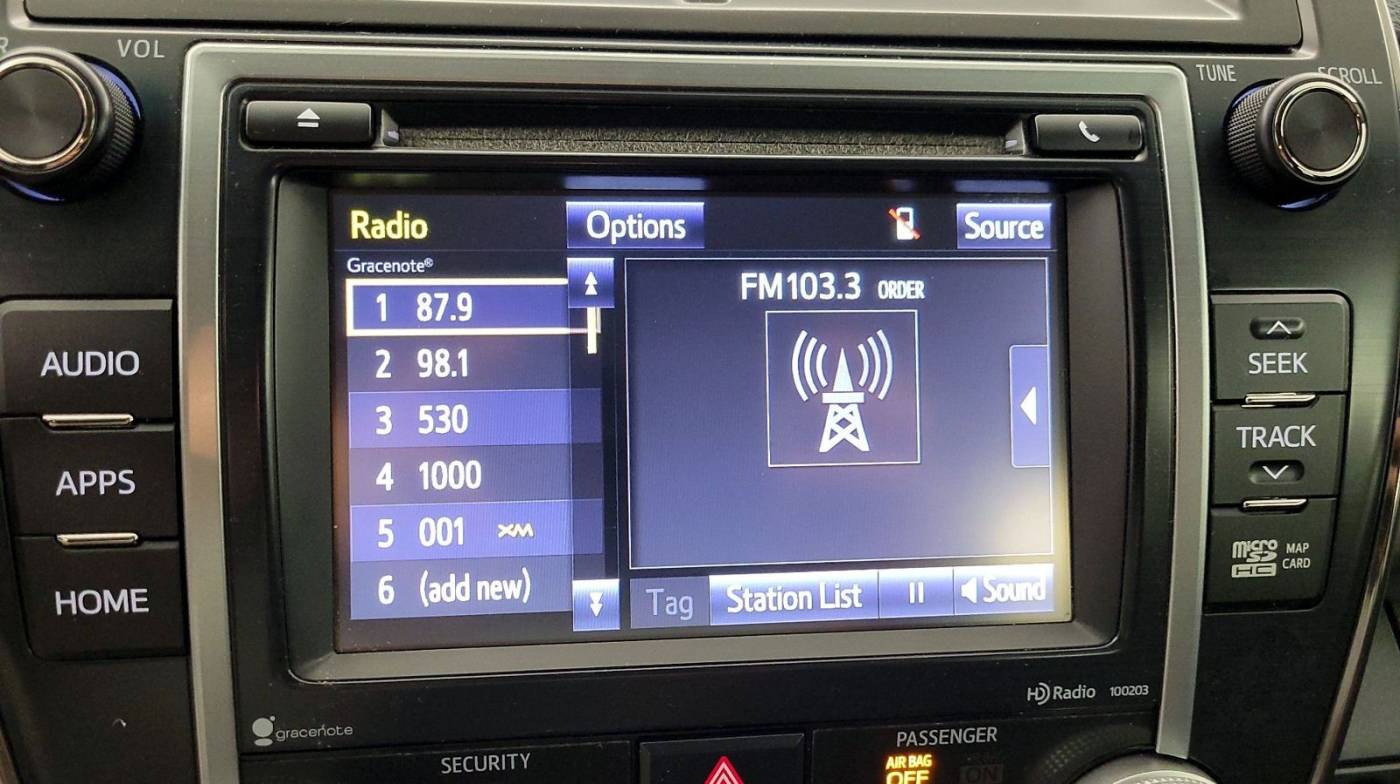 VOL
TUNE
SCROLL
Radio
Options
Source
Gracenote®
1 87.9
2 98.1
3 530
4 1000
5 001 XM
6 (add new)
FM103.3 ORDER
Tag
Station List
Sound
AUDIO
APPS
HOME
SEEK
TRACK
micro SD HC
MAP
CARD
HD Radio 100203
gracenote
SECURITY
PASSENGER
AIR BAG
OFF
ON